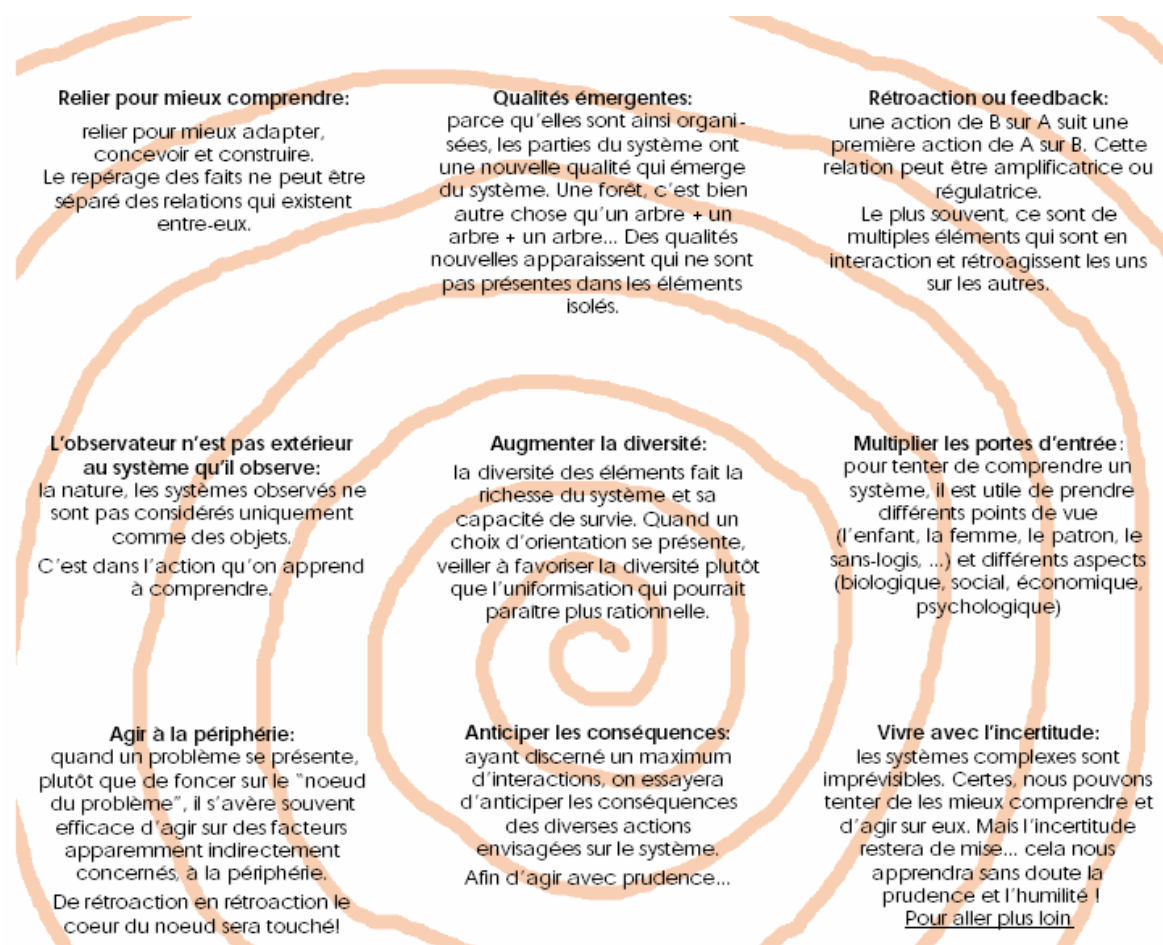 Relier pour mieux comprendre:
relier pour mieux adapter,
concevoir et construire.
Le repérage des faits ne peut être
séparé des relations qui existent
entre-eux.
Qualités émergentes:
parce qu'elles sont ainsi organi-
sées, les parties du système ont
une nouvelle qualité qui émerge
du système. Une forêt, c'est bien
autre chose qu'un arbre + un
arbre + un arbre... Des qualités
nouvelles apparaissent qui ne sont
pas présentes dans les éléments
isolés.
Rétroaction ou feedback:
une action de B sur A suit une
première action de A sur B. Cette
relation peut être amplificatrice ou
régulatrice.
Le plus souvent, ce sont de
multiples éléments qui sont en
interaction et rétroagissent les uns
sur les autres.
L'observateur n'est pas extérieur
au système qu'il observe:
la nature, les systèmes observés ne
sont pas considérés uniquement
comme des objets.
C'est dans l'action qu'on apprend
à comprendre.
Augmenter la diversité:
la diversité des éléments fait la
richesse du système et sa
capacité de survie. Quand un
choix d'orientation se présente,
veiller à favoriser la diversité plutôt
que l'uniformisation qui pourrait
paraître plus rationnelle.
Multiplier les portes d'entrée:
pour tenter de comprendre un
système, il est utile de prendre
différents points de vue
(l'enfant, la femme, le patron, le
sans-logis, ...) et différents aspects
(biologique, social, économique,
psychologique)
Agir à la périphérie:
quand un problème se présente,
plutôt que de foncer sur le "noeud
du problème", il s'avère souvent
efficace d'agir sur des facteurs
apparemment indirectement
concernés, à la périphérie.
De rétroaction en rétroaction le
coeur du noeud sera touché!
Anticiper les conséquences:
ayant discerné un maximum
d'interactions, on essayera
d'anticiper les conséquences
des diverses actions
envisagées sur le système.
Afin d'agir avec prudence...
Vivre avec l'incertitude:
les systèmes complexes sont
imprévisibles. Certes, nous pouvons
tenter de les mieux comprendre et
d'agir sur eux. Mais l'incertitude
restera de mise... cela nous
apprendra sans doute la
prudence et l'humilité !
Pour aller plus loin